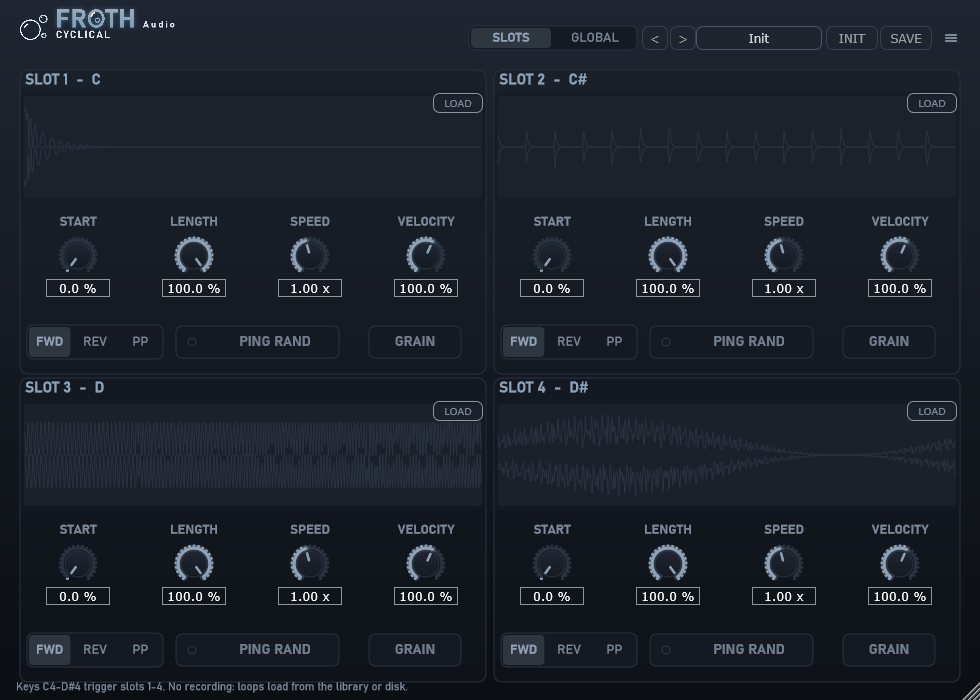 FROTH Audio
CYCLICAL
SLOTS GLOBAL < > Init INIT SAVE
SLOT 1 - C
LOAD
START LENGTH SPEED VELOCITY
0.0 % 100.0 % 1.00 x 100.0 %
FWD REV PP PING RAND GRAIN
SLOT 2 - C#
LOAD
START LENGTH SPEED VELOCITY
0.0 % 100.0 % 1.00 x 100.0 %
FWD REV PP PING RAND GRAIN
SLOT 3 - D
LOAD
START LENGTH SPEED VELOCITY
0.0 % 100.0 % 1.00 x 100.0 %
FWD REV PP PING RAND GRAIN
SLOT 4 - D#
LOAD
START LENGTH SPEED VELOCITY
0.0 % 100.0 % 1.00 x 100.0 %
FWD REV PP PING RAND GRAIN
Keys C4-D#4 trigger slots 1-4. No recording: loops load from the library or disk.